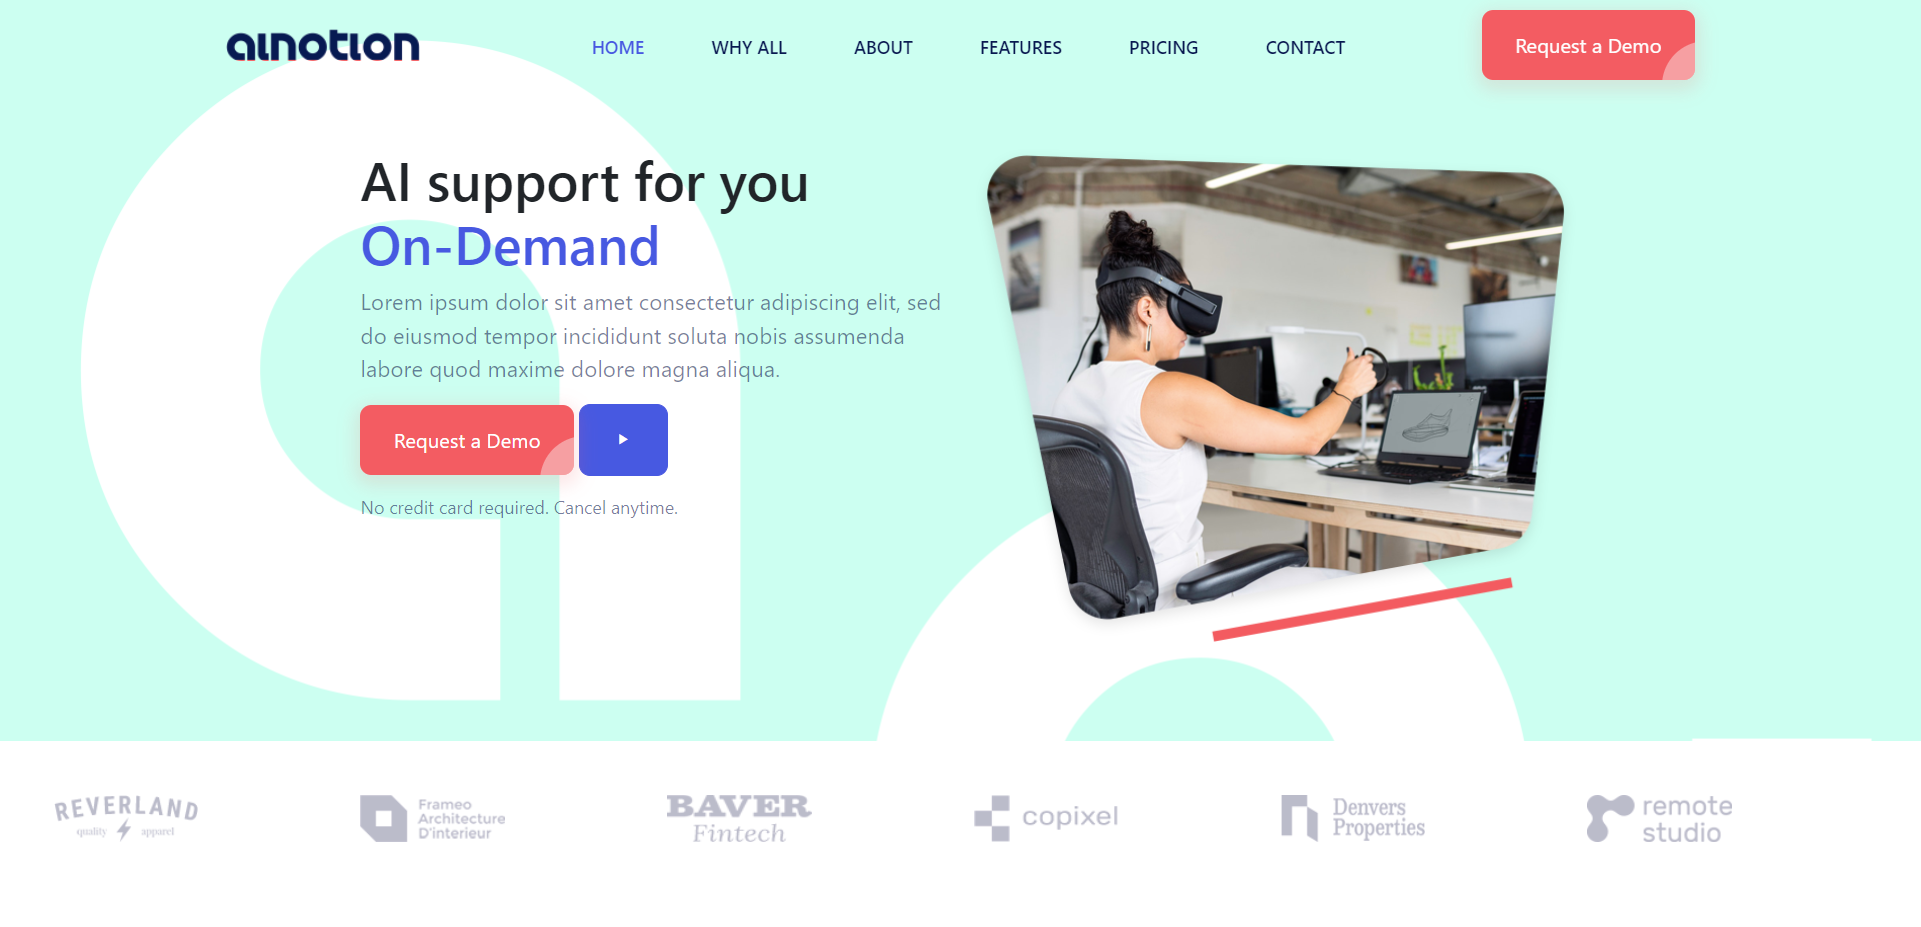 ainotion
HOME
WHY ALL
ABOUT
FEATURES
PRICING
CONTACT
Request a Demo
AI support for you
On-Demand
Lorem ipsum dolor sit amet consectetur adipiscing elit, sed
do eiusmod tempor incididunt soluta nobis assumenda
labore quod maxime dolore magna aliqua.
Request a Demo
No credit card required. Cancel anytime.
REVERLAND
quality apparel
Frameo
Architecture
D'interieur
BAVER
Fintech
copixel
Denvers
Properties
remote
studio